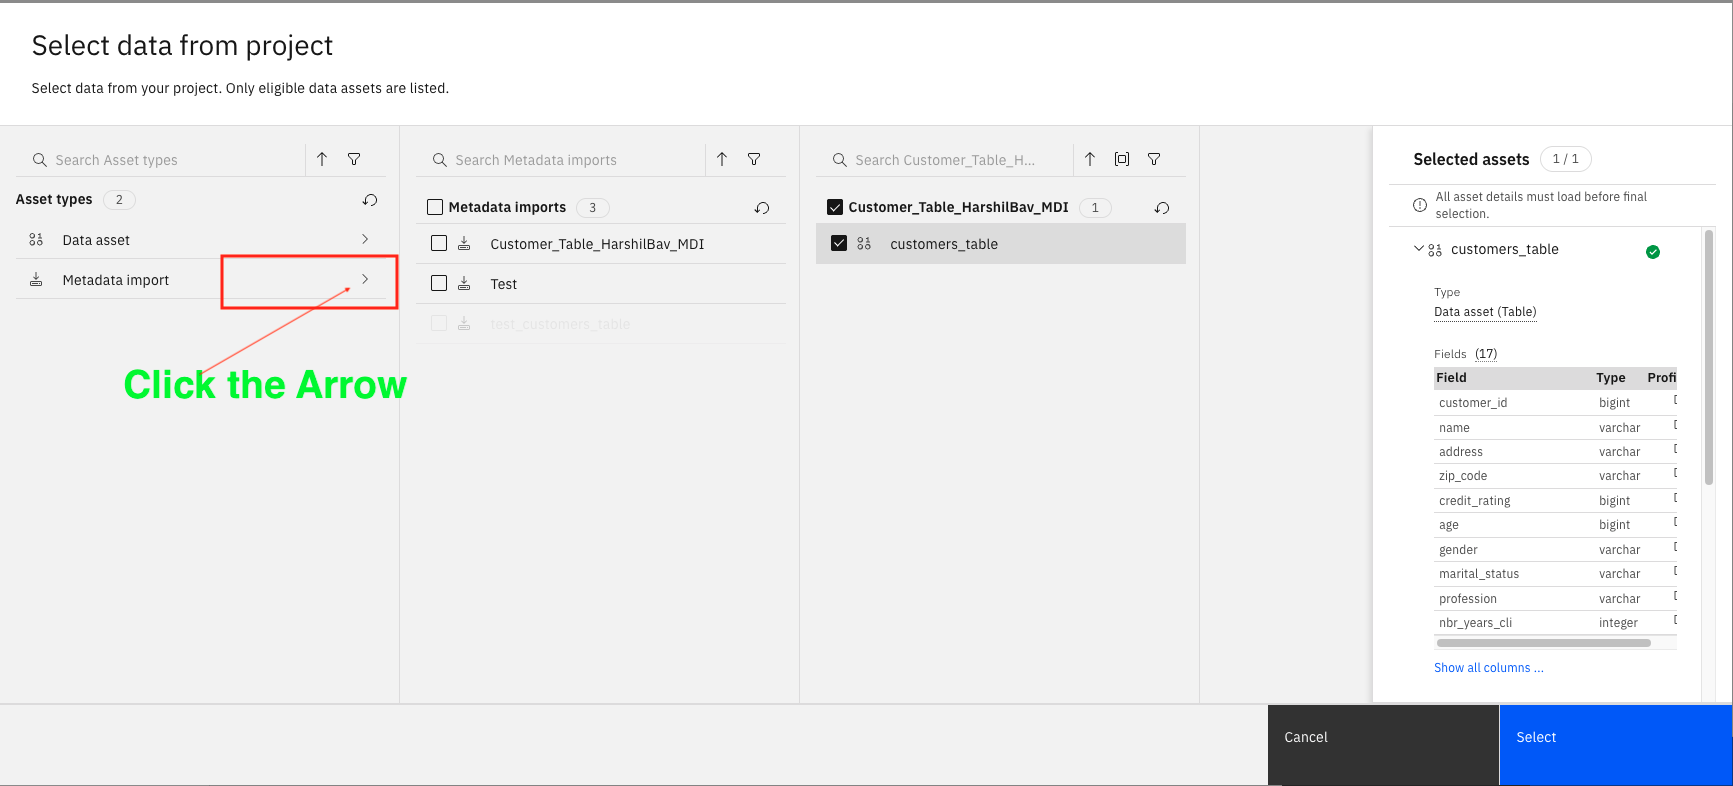 Select data from project
Select data from your project. Only eligible data assets are listed.
Search Asset types
Asset types 2
Data asset
Metadata import
Click the Arrow
Search Metadata imports
Metadata imports 3
Customer_Table_HarshilBav_MDI
Test
test_customers_table
Search Customer_Table_H...
Customer_Table_HarshilBav_MDI 1
customers_table
Selected assets 1 / 1
All asset details must load before final
selection.
customers_table
Type
Data asset (Table)
Fields (17)
Field Type Profi
customer_id bigint
name varchar
address varchar
zip_code varchar
credit_rating bigint
age bigint
gender varchar
marital_status varchar
profession varchar
nbr_years_cli integer
Show all columns ...
Cancel
Select